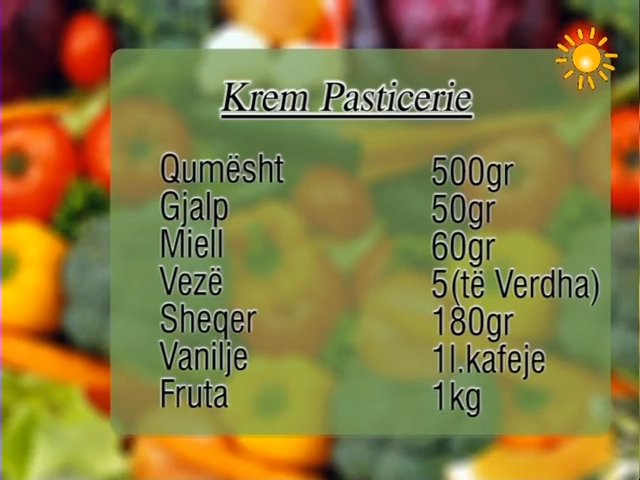 Krem Pasticerie
Qumësht 500gr
Gjalp 50gr
Miell 60gr
Vezë 5(të Verdha)
Sheqer 180gr
Vanilje 1l.kafeje
Fruta 1kg